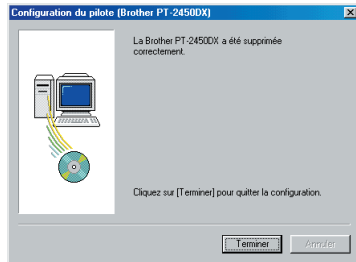 Configuration du pilote (Brother PT-2450DX)
La Brother PT-2450DX a été supprimée
correctement.
Cliquez sur [Terminer] pour quitter la configuration.
Terminer
Annuler